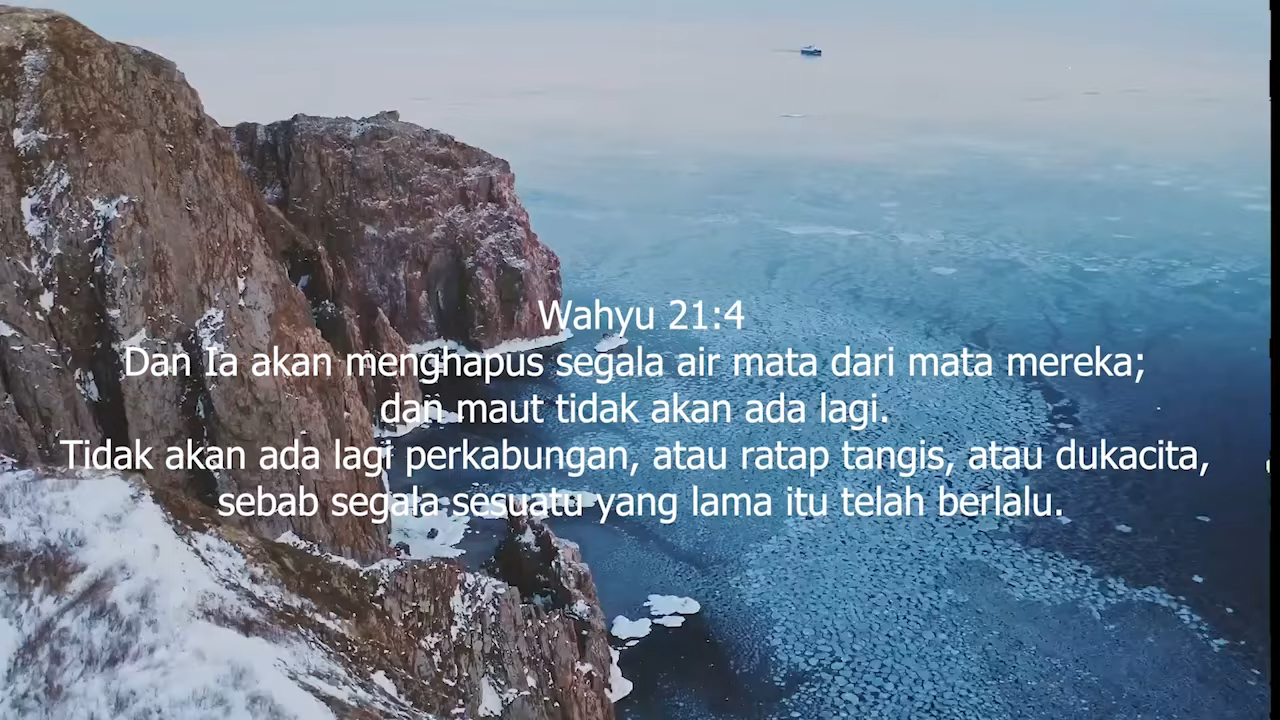 Wahyu 21:4
Dan Ia akan menghapus segala air mata dari mata mereka;
dan maut tidak akan ada lagi.
Tidak akan ada lagi perkabungan, atau ratap tangis, atau dukacita,
sebab segala sesuatu yang lama itu telah berlalu.